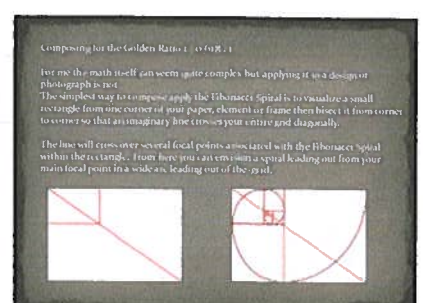 Composing for the Golden Ratio
For me the math itself can seem quite complex but applying it to a design or
photograph is not
The simplest way to compose apply the Fibonacci Spiral is to visualize a small
rectangle from one corner of your paper, element or frame then bisect it from corner
to corner so that an imaginary line crosses your entire grid diagonally.
The line will cross over several focal points associated with the Fibonacci Spiral
within the rectangle. From here you can envision a spiral leading out from your
main focal point in a wide arc leading out of the grid.